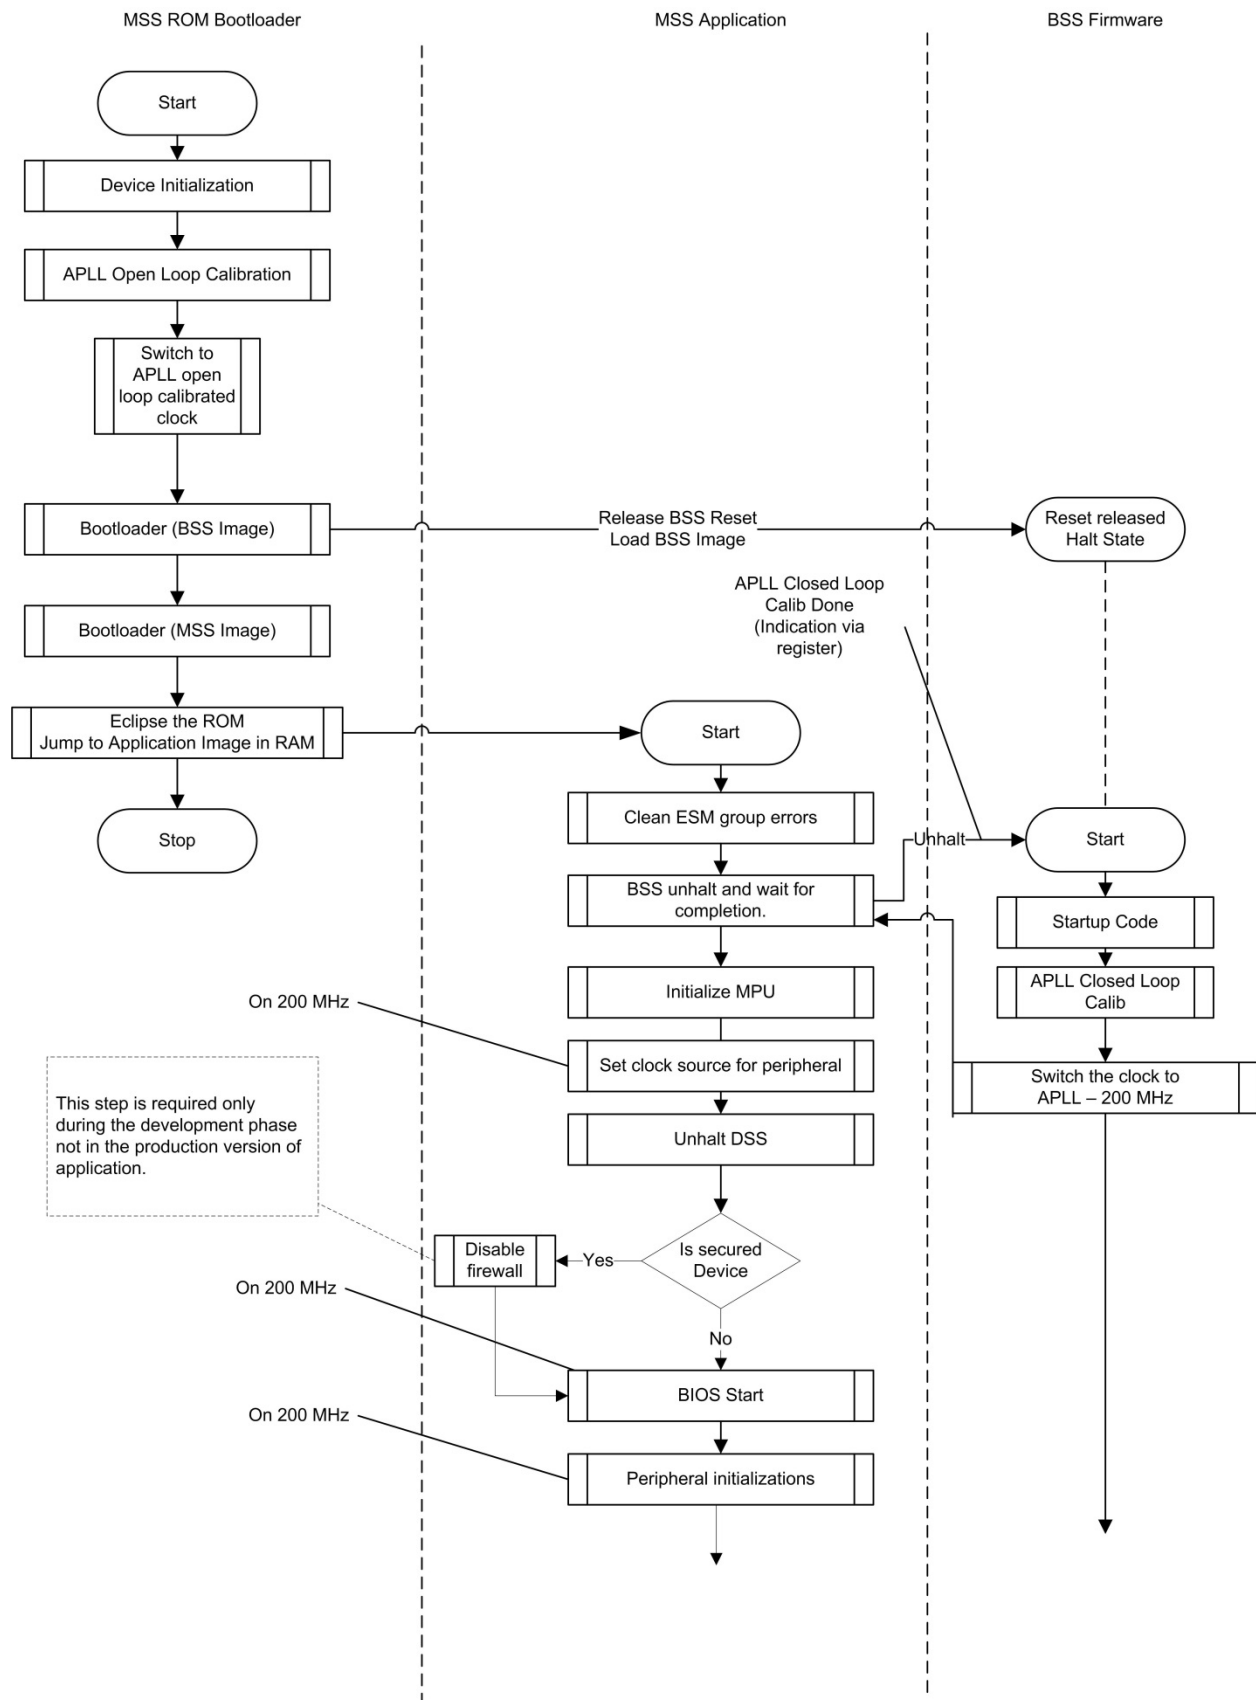 MSS ROM Bootloader
MSS Application
BSS Firmware
Start
Device Initialization
APLL Open Loop Calibration
Switch to
APLL open
loop calibrated
clock
Bootloader (BSS Image)
Release BSS Reset
Load BSS Image
Reset released
Halt State
APLL Closed Loop
Calib Done
(Indication via
register)
Bootloader (MSS Image)
Eclipse the ROM
Jump to Application Image in RAM
Start
Stop
Clean ESM group errors
Unhalt
Start
BSS unhalt and wait for
completion.
Startup Code
APLL Closed Loop
Calib
Initialize MPU
On 200 MHz
Set clock source for peripheral
Switch the clock to
APLL – 200 MHz
This step is required only
during the development phase
not in the production version of
application.
Unhalt DSS
Is secured
Device
Yes
Disable
firewall
On 200 MHz
No
BIOS Start
On 200 MHz
Peripheral initializations